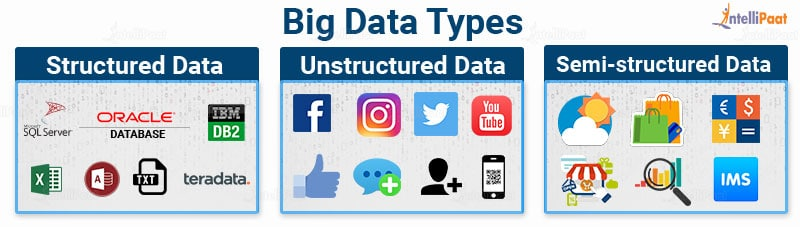 Big Data Types
IntelliPaat
Structured Data
Unstructured Data
Semi-structured Data
SQL Server
ORACLE
DATABASE
IBM
DB2
X
A
TXT
teradata.
f
You
Tube
€ $
¥ =
IMS